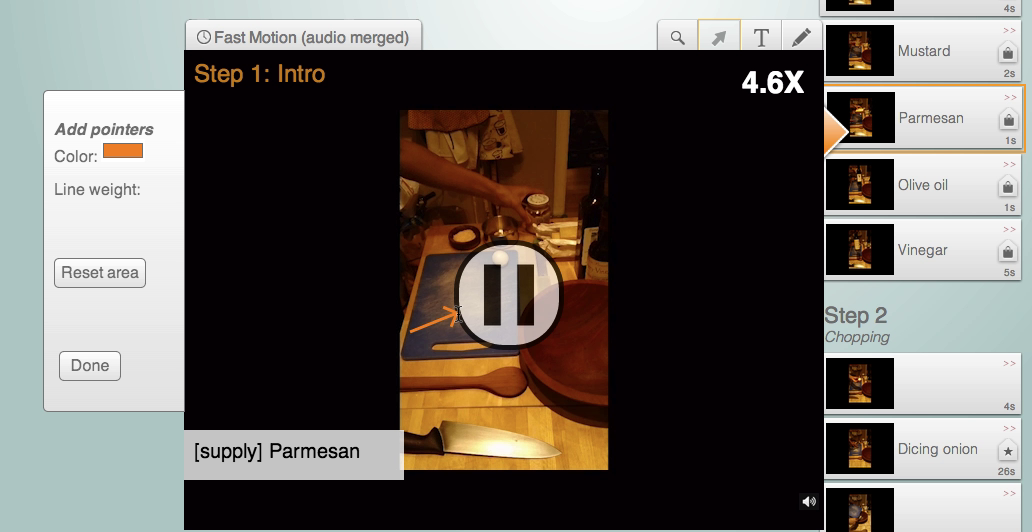 Fast Motion (audio merged)
T
Step 1: Intro
4.6X
Add pointers
Color:
Line weight:
Reset area
Done
[supply] Parmesan
4s
>>
Mustard
2s
>>
Parmesan
1s
>>
Olive oil
1s
>>
Vinegar
5s
Step 2
Chopping
>>
4s
>>
Dicing onion
26s
>>